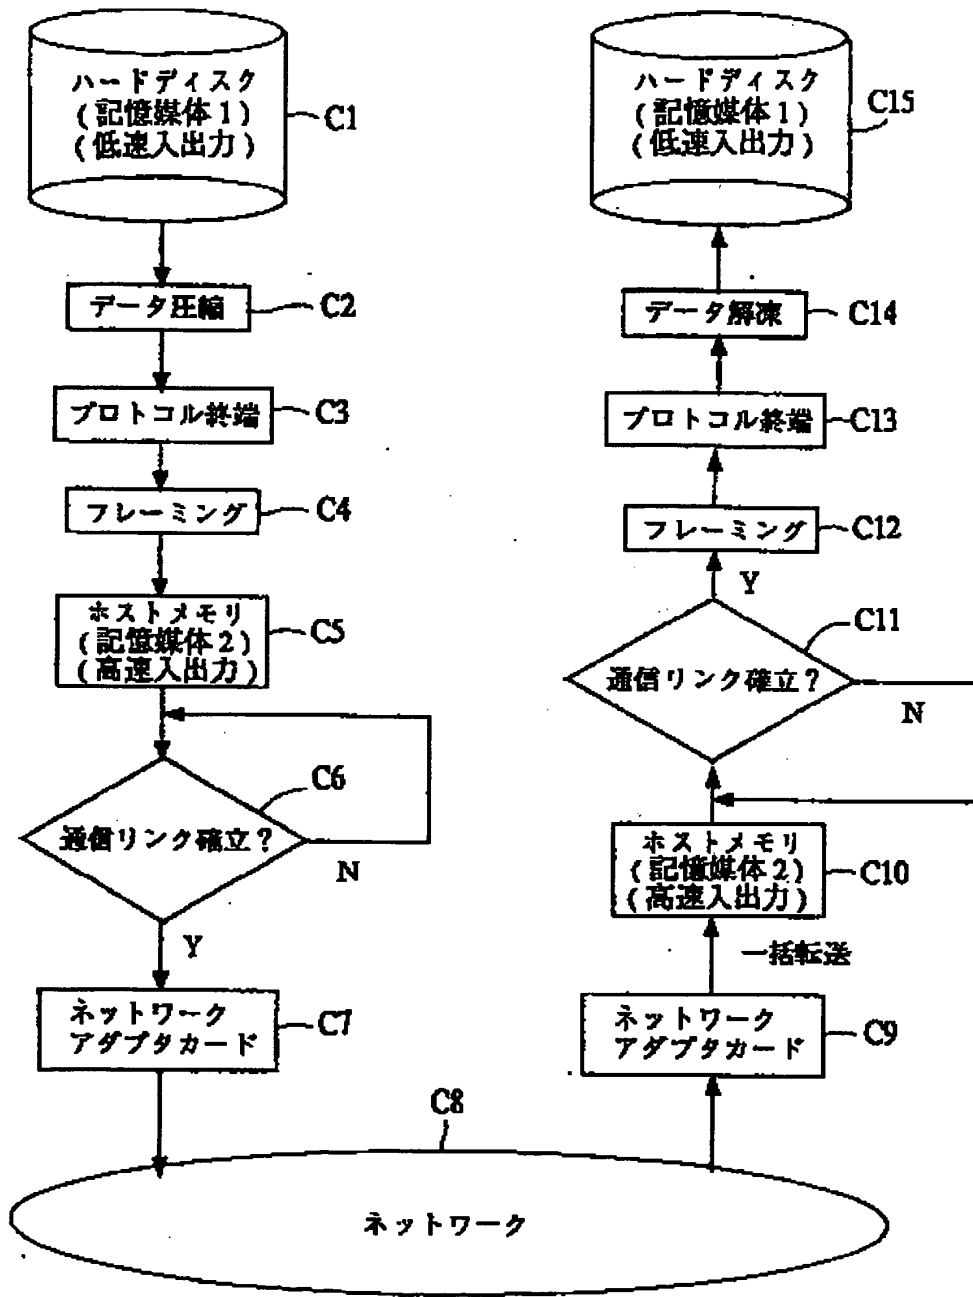 ハードディスク
(記憶媒体1)
(低速入出力)
C1
データ圧縮
C2
プロトコル終端
C3
フレーミング
C4
ホストメモリ
(記憶媒体2)
(高速入出力)
C5
通信リンク確立?
C6
N
Y
ネットワーク
アダプタカード
C7
C8
ネットワーク
ハードディスク
(記憶媒体1)
(低速入出力)
C15
データ解凍
C14
プロトコル終端
C13
フレーミング
C12
Y
通信リンク確立?
C11
N
ホストメモリ
(記憶媒体2)
(高速入出力)
C10
一括転送
ネットワーク
アダプタカード
C9